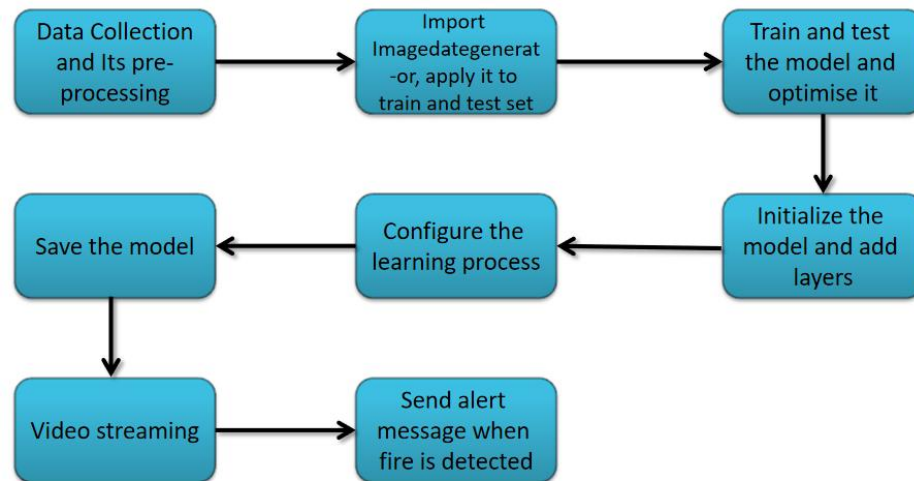 Data Collection
and Its pre-
processing
Import
Imagedategenerat
-or, apply it to
train and test set
Train and test
the model and
optimise it
Initialize the
model and add
layers
Configure the
learning process
Save the model
Video streaming
Send alert
message when
fire is detected